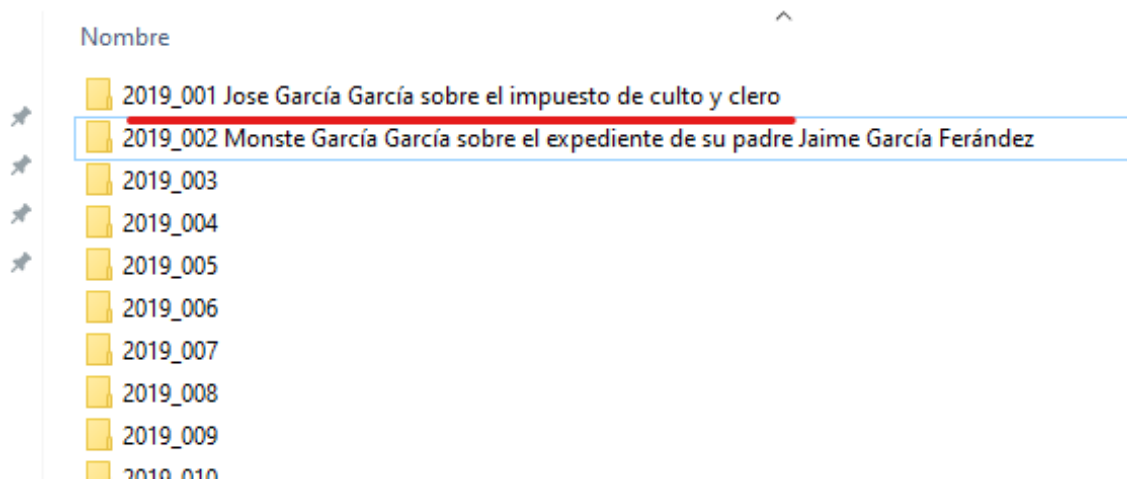 Nombre
2019_001 Jose García García sobre el impuesto de culto y clero
2019_002 Monste García García sobre el expediente de su padre Jaime García Ferández
2019_003
2019_004
2019_005
2019_006
2019_007
2019_008
2019_009
2019_010